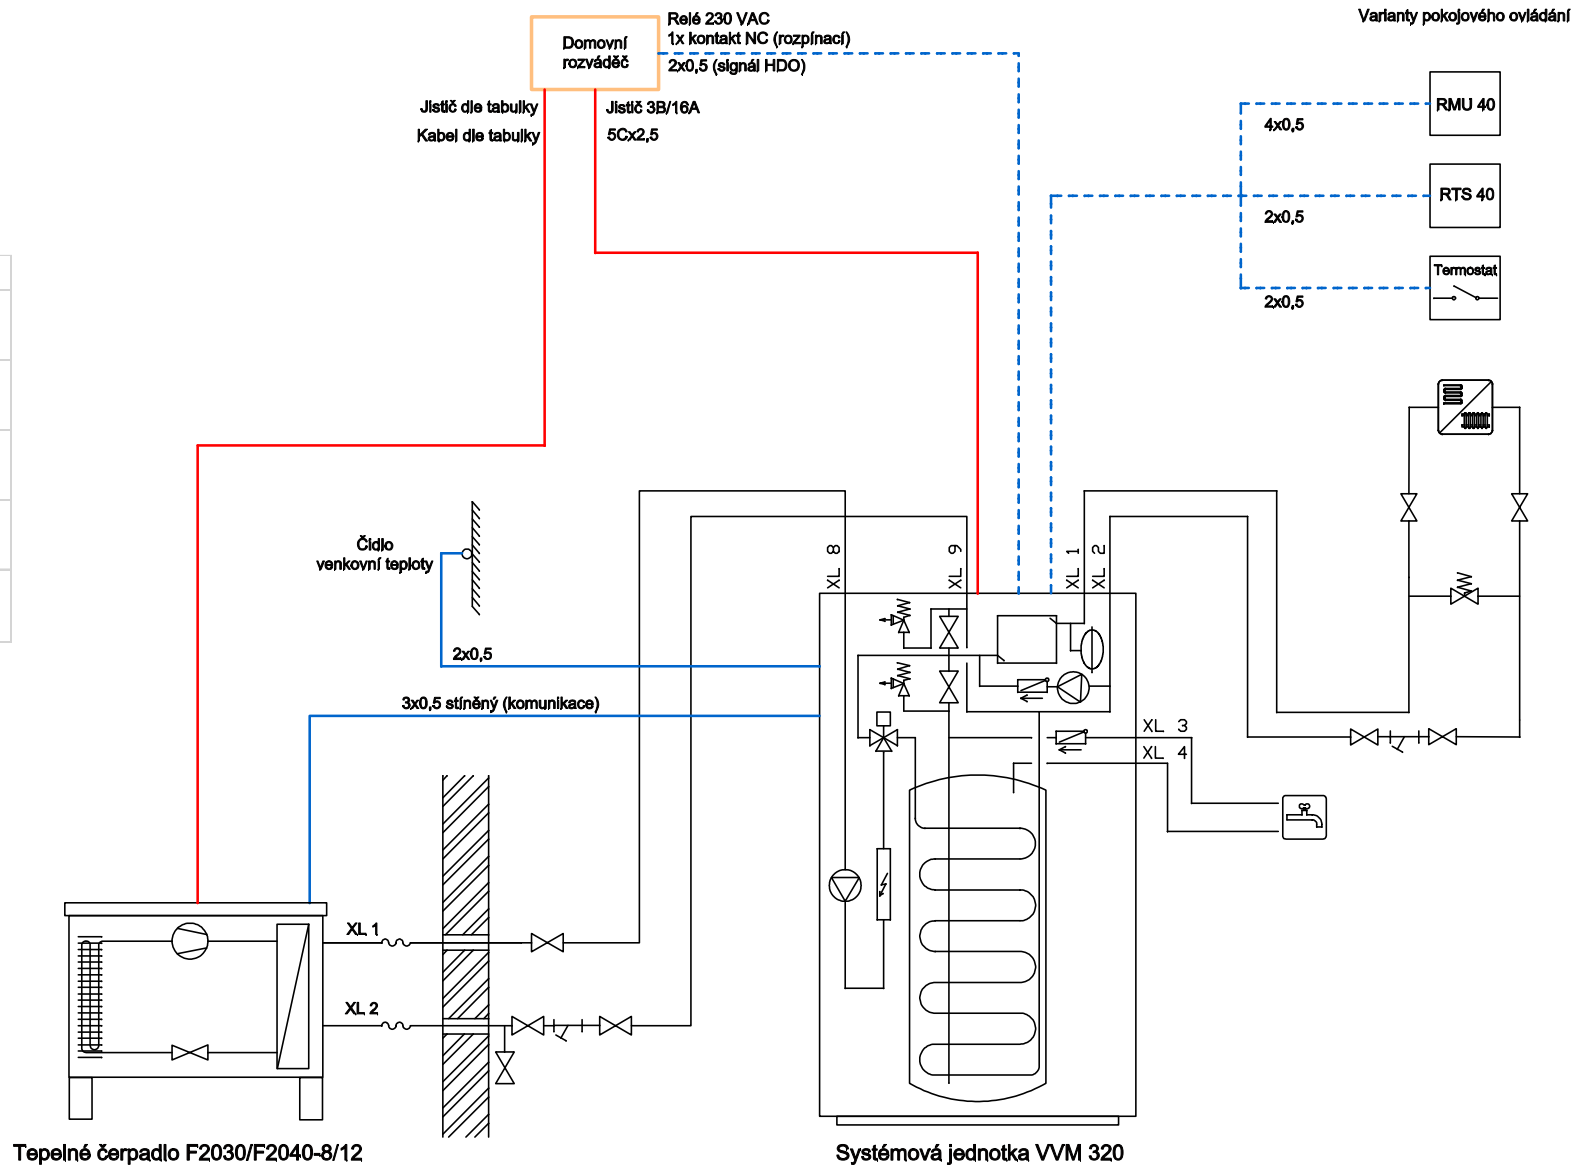 Varianty pokojového ovládání
Relé 230 VAC
1x kontakt NC (rozpínací)
2x0,5 (signál HDO)
Domovní
rozváděč
Jistič dle tabulky
Kabel dle tabulky
Jistič 3B/16A
5Cx2,5
RMU 40
4x0,5
RTS 40
2x0,5
Termostat
2x0,5
Čidlo
venkovní teploty
2x0,5
3x0,5 stíněný (komunikace)
XL 8
XL 9
XL 1
XL 2
XL 3
XL 4
XL 1
XL 2
Tepelné čerpadlo F2030/F2040-8/12
Systémová jednotka VVM 320